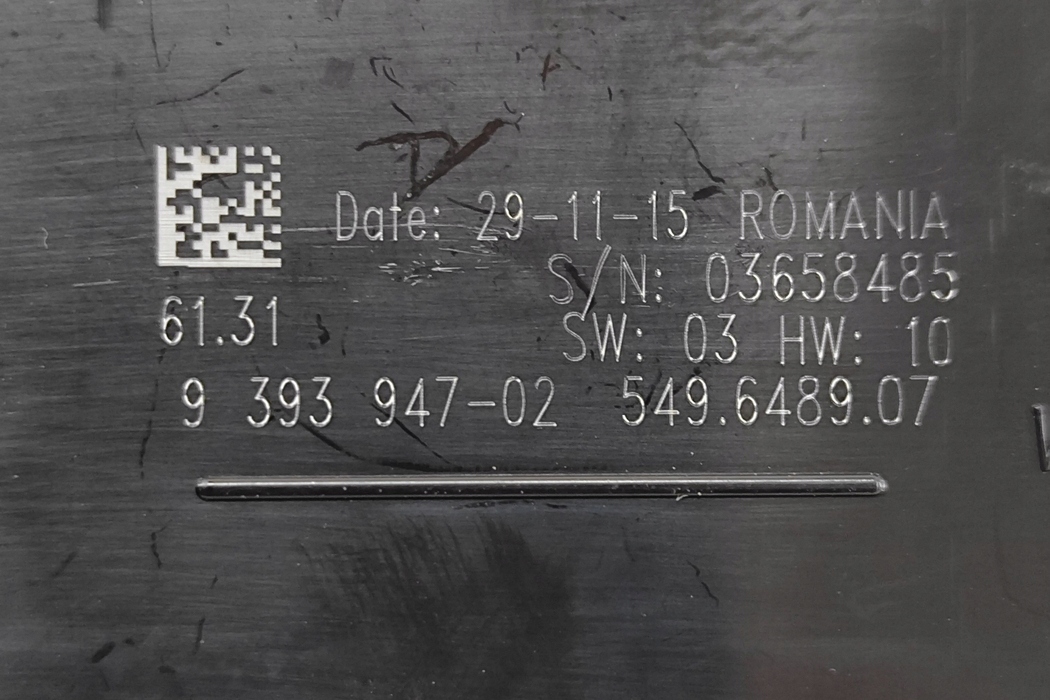 Date: 29-11-15 ROMANIA
S/N: 03658485
61.31
SW: 03 HW: 10
9 393 947-02 549.6489.07